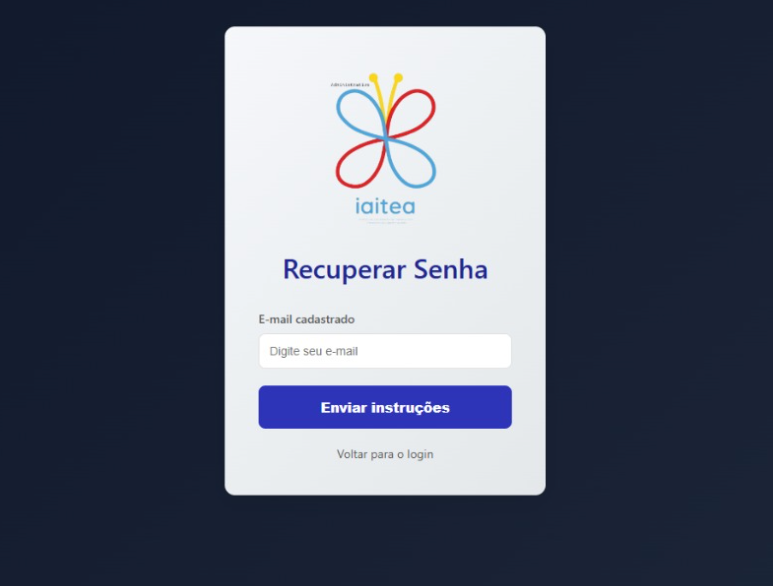 iaitea
Recuperar Senha
E-mail cadastrado
Digite seu e-mail
Enviar instruções
Voltar para o login